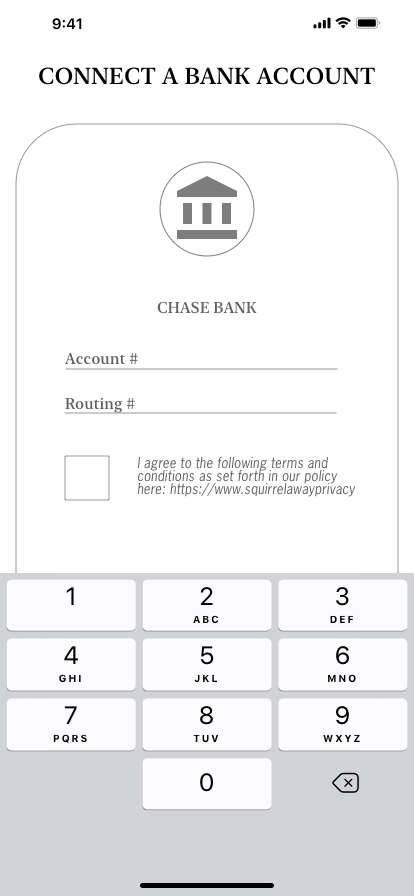 9:41
CONNECT A BANK ACCOUNT
CHASE BANK
Account #
Routing #
I agree to the following terms and
conditions as set forth in our policy
here: https://www.squirrelawayprivacy
1 2 3
ABC DEF
4 5 6
GHI JKL MNO
7 8 9
PQRS TUV WXYZ
0